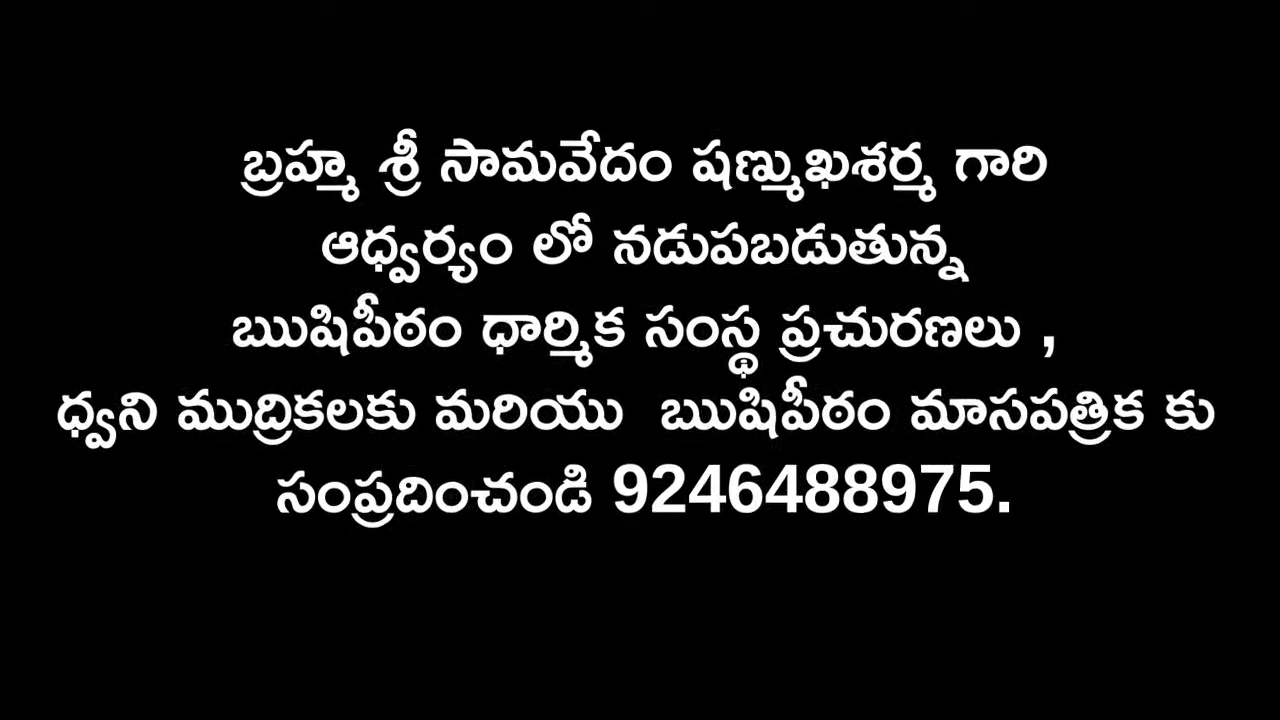 బ్రహ్మ శ్రీ సామవేదం షణ్ముఖశర్మ గారి
ఆధ్వర్యం లో నడుపబడుతున్న
ఋషిపీఠం ధార్మిక సంస్థ ప్రచురణలు ,
ధ్వని ముద్రికలకు మరియు ఋషిపీఠం మాసపత్రిక కు
సంప్రదించండి 9246488975.